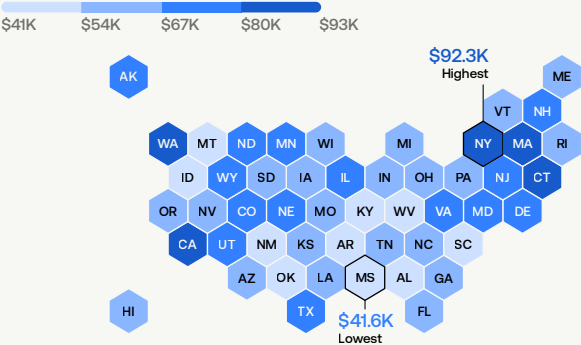 $41K $54K $67K $80K $93K
$92.3K
Highest
AK ME
VT NH
WA MT ND MN WI MI NY MA RI
ID WY SD IA IL IN OH PA NJ CT
OR NV CO NE MO KY WV VA MD DE
CA UT NM KS AR TN NC SC
AZ OK LA MS AL GA
HI TX FL
$41.6K
Lowest